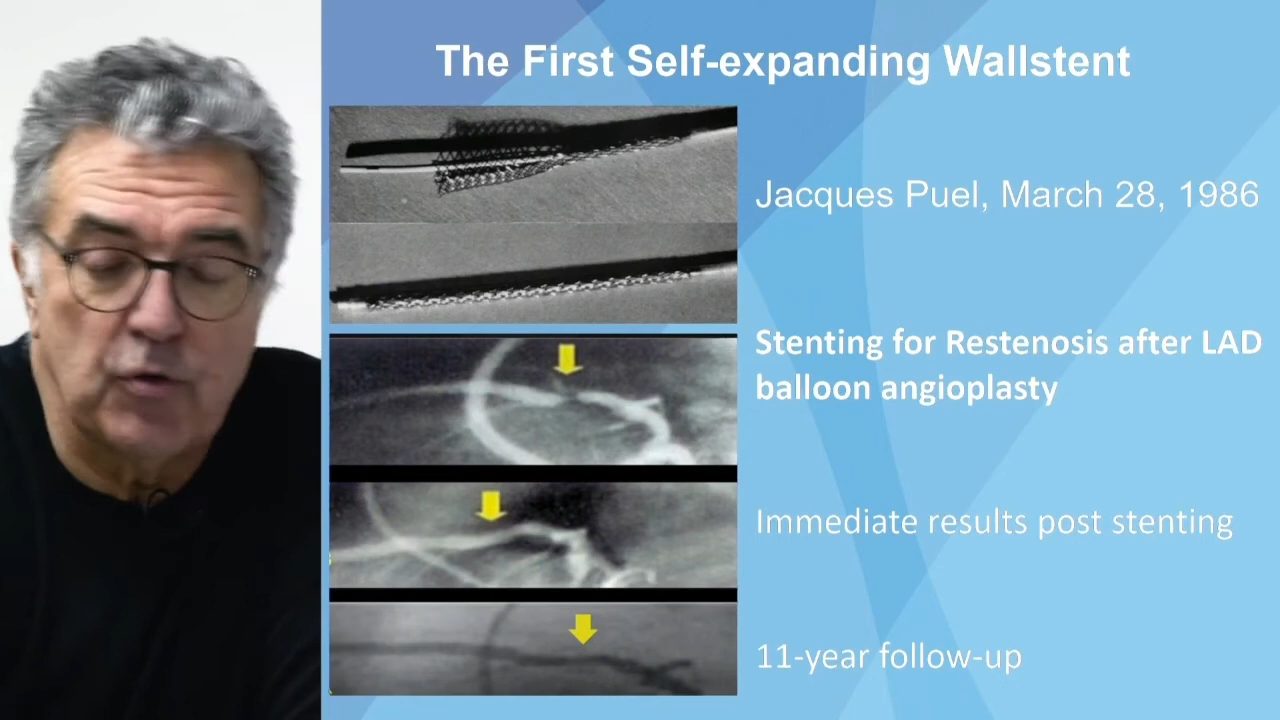 The First Self-expanding Wallstent
Jacques Puel, March 28, 1986
Stenting for Restenosis after LAD
balloon angioplasty
Immediate results post stenting
11-year follow-up